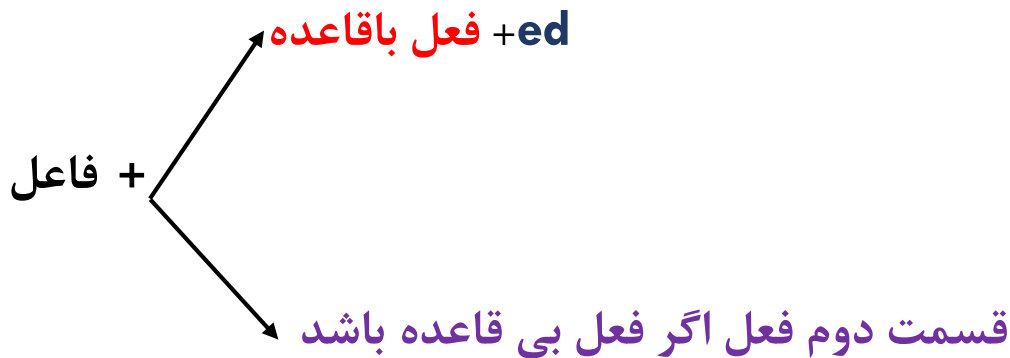 فعل باقاعده +ed
فاعل +
قسمت دوم فعل اگر فعل بی قاعده باشد